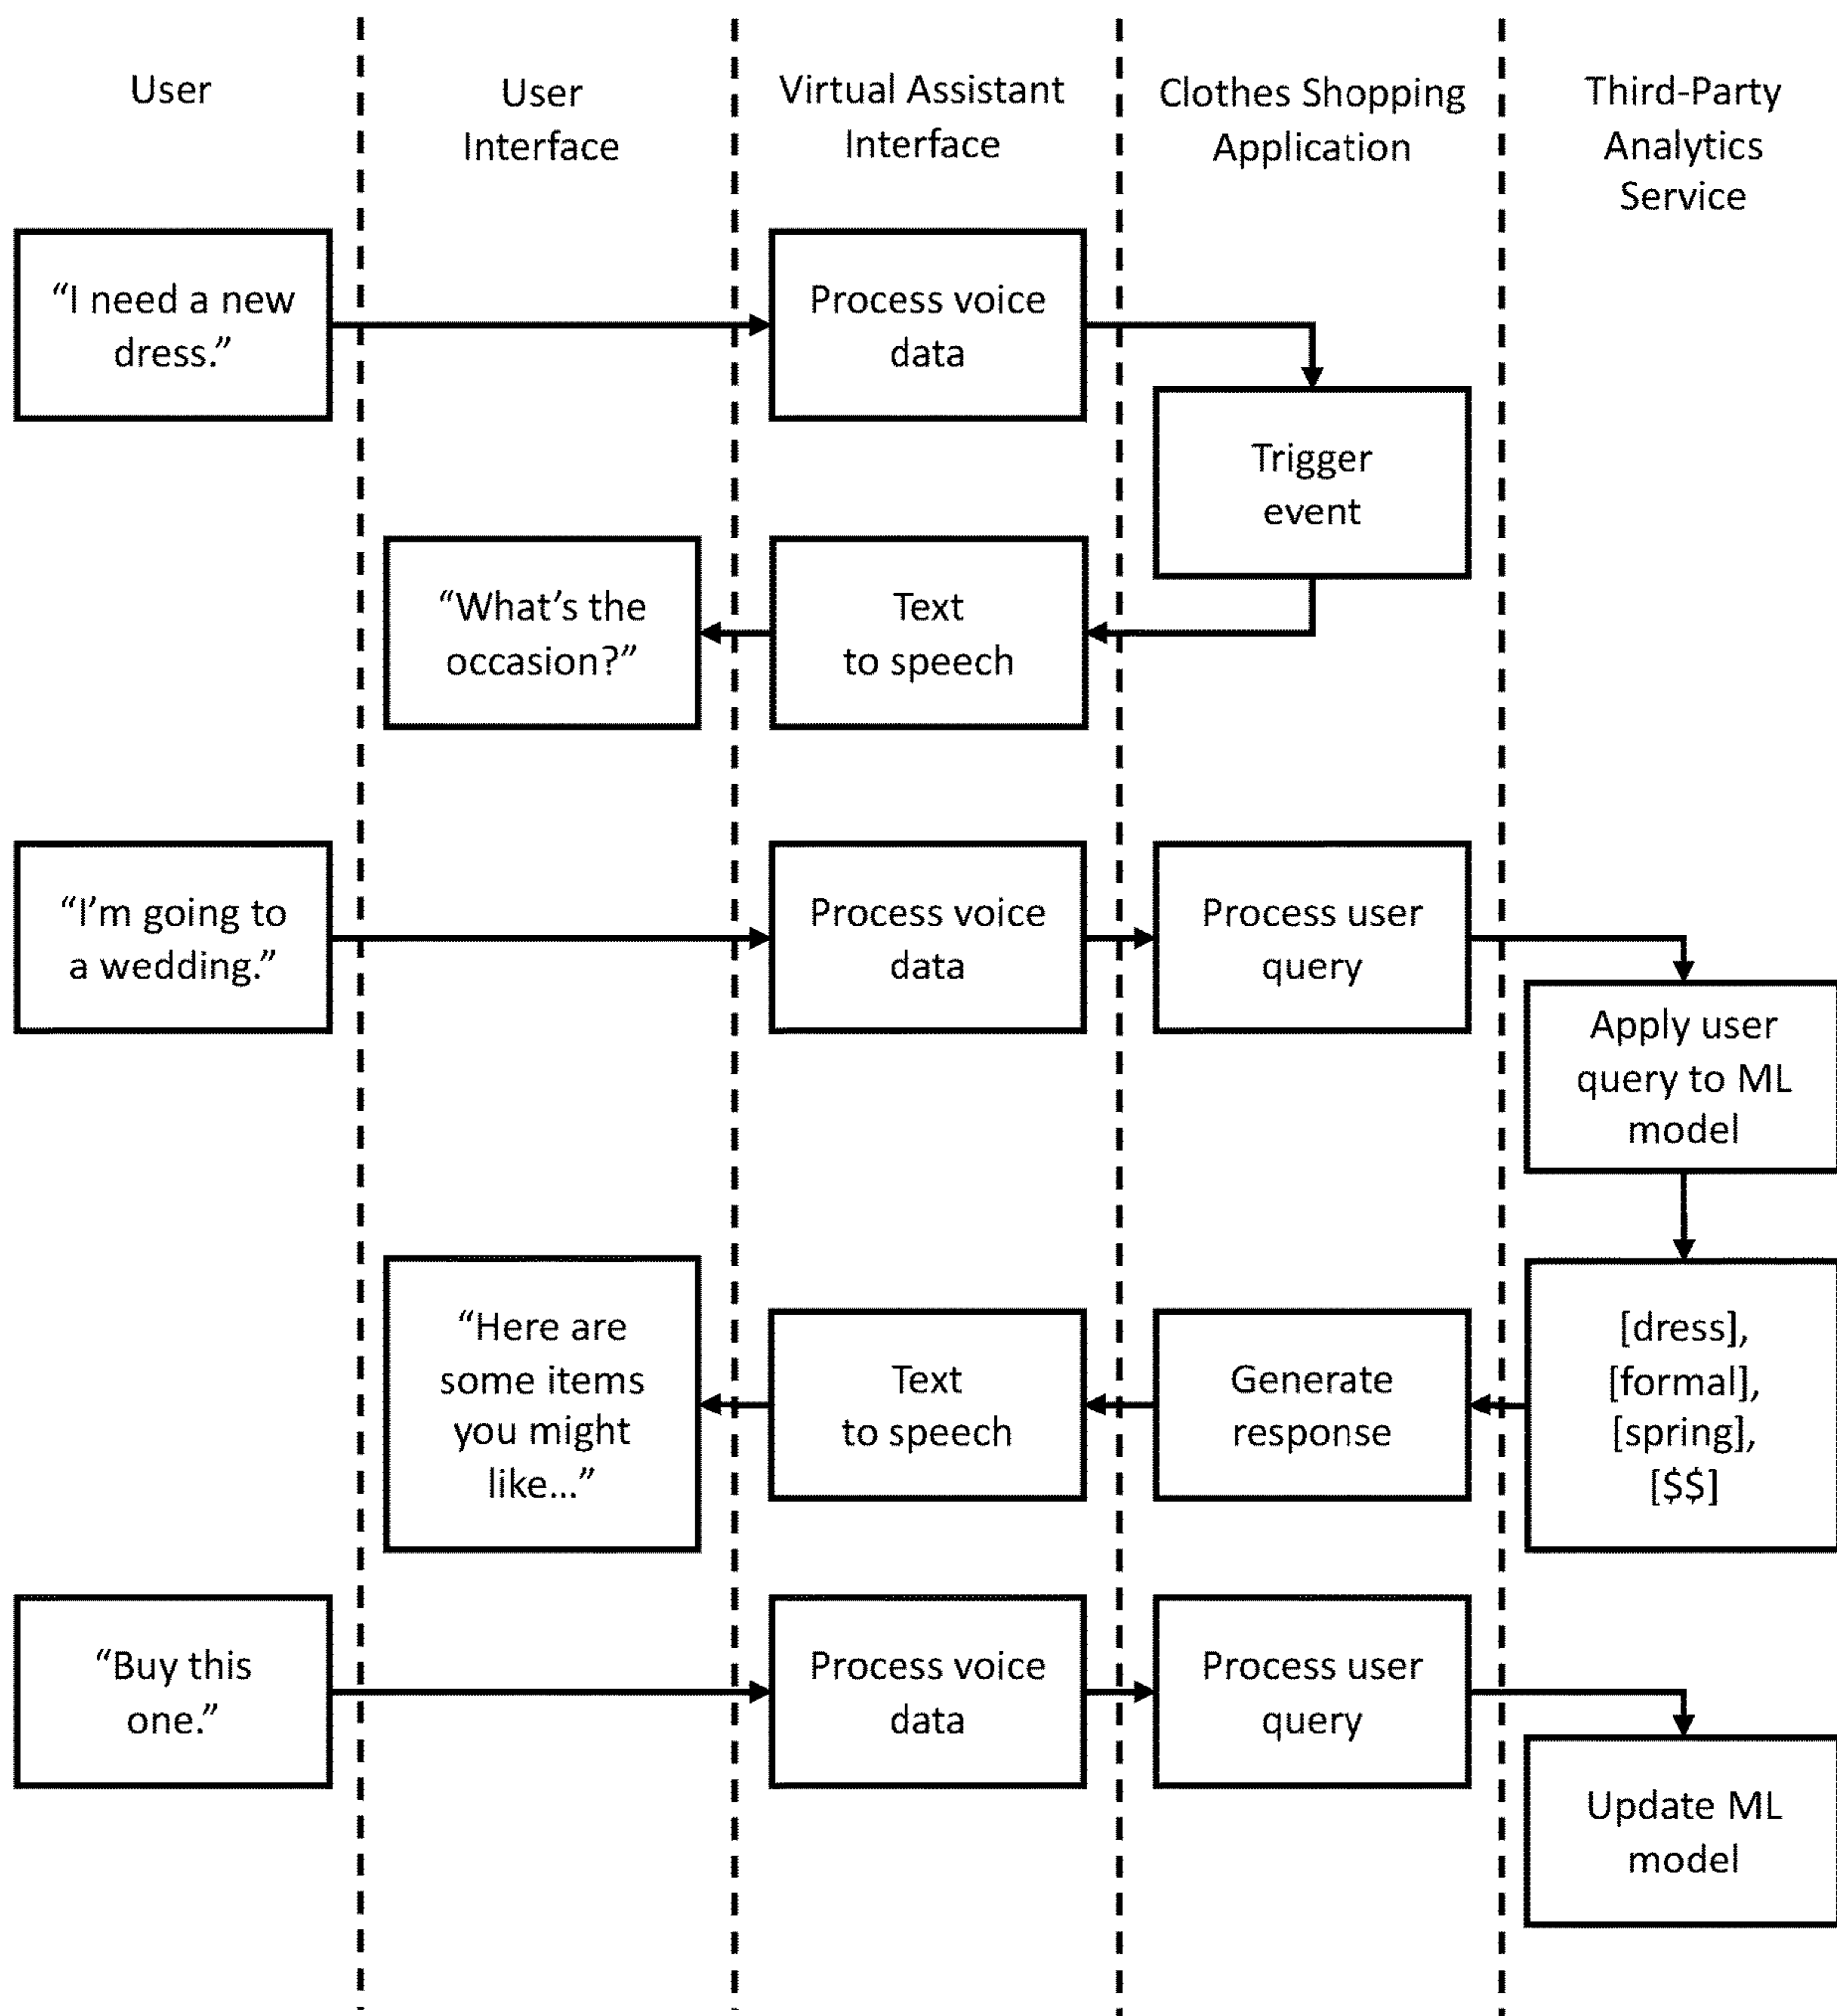 User
User
Interface
Virtual Assistant
Interface
Clothes Shopping
Application
Third-Party
Analytics
Service
“I need a new
dress.”
Process voice
data
Trigger
event
“What’s the
occasion?”
Text
to speech
“I’m going to
a wedding.”
Process voice
data
Process user
query
Apply user
query to ML
model
“Here are
some items
you might
like...”
Text
to speech
Generate
response
[dress],
[formal],
[spring],
[$$]
“Buy this
one.”
Process voice
data
Process user
query
Update ML
model